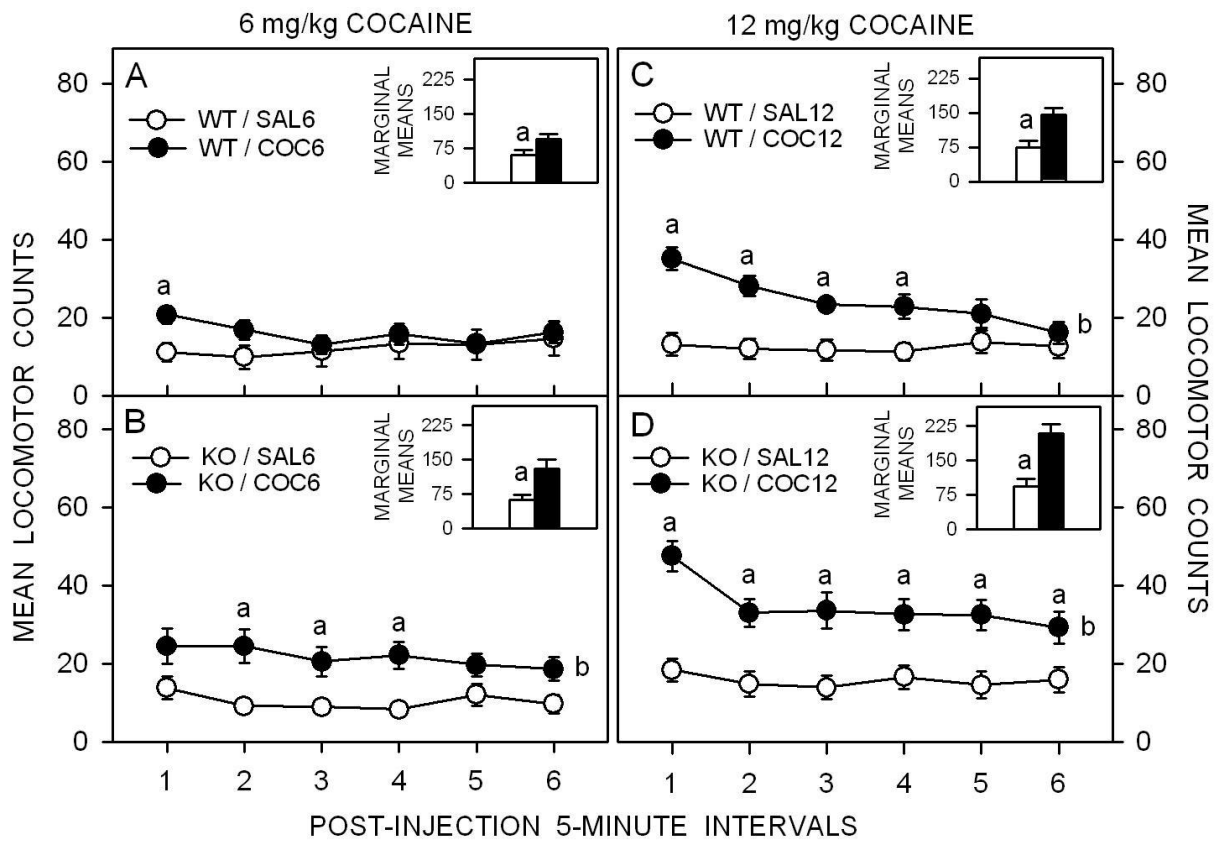 6 mg/kg COCAINE
12 mg/kg COCAINE
A
WT / SAL6
WT / COC6
MARGINAL
MEANS
225
150
75
0
a
a
80
60
40
20
0
C
WT / SAL12
WT / COC12
MARGINAL
MEANS
225
150
75
0
a
a
a
a
a
b
80
60
40
20
0
B
KO / SAL6
KO / COC6
MARGINAL
MEANS
225
150
75
0
a
a
a
a
b
80
60
40
20
0
D
KO / SAL12
KO / COC12
MARGINAL
MEANS
225
150
75
0
a
a
a
a
a
a
a
b
80
60
40
20
0
1 2 3 4 5 6
1 2 3 4 5 6
MEAN LOCOMOTOR COUNTS
MEAN LOCOMOTOR COUNTS
POST-INJECTION 5-MINUTE INTERVALS